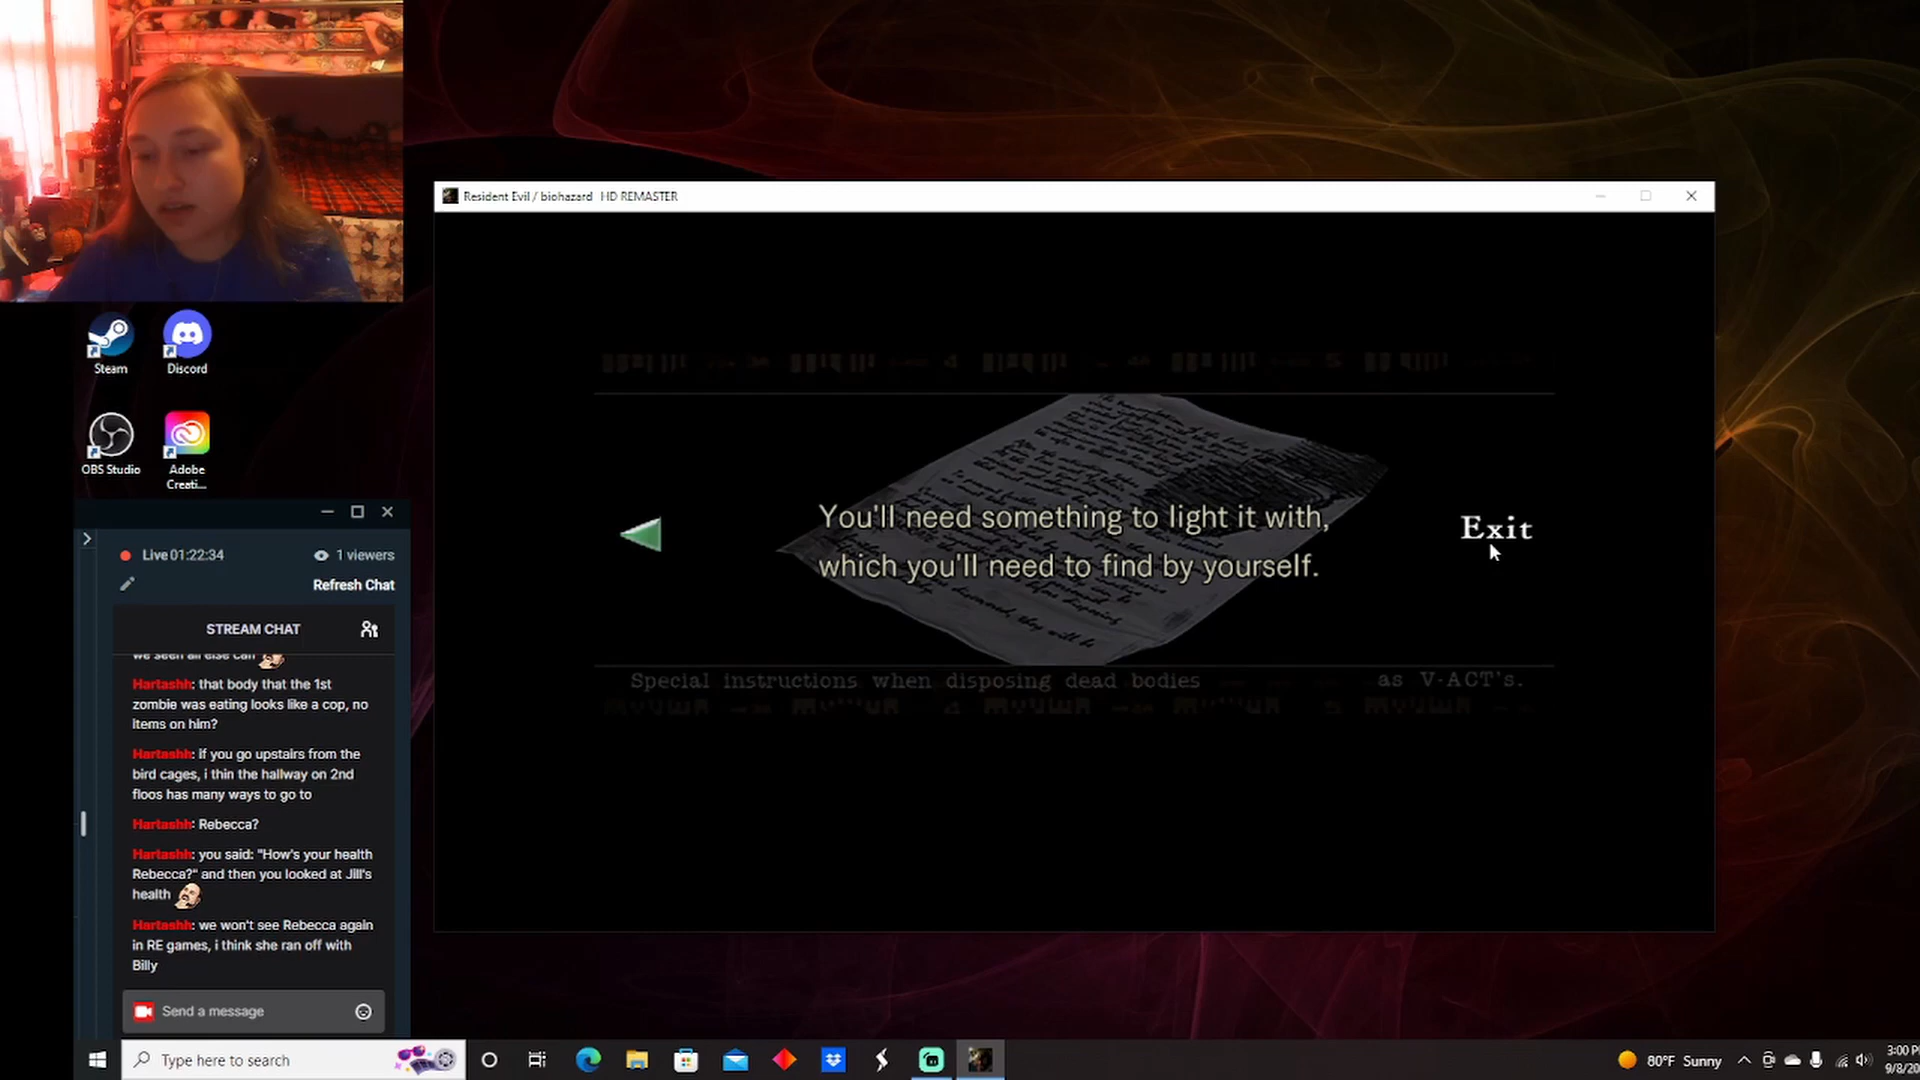 Resident Evil / biohazard HD REMASTER
Steam
Discord
OBS Studio
Adobe
Creati...
You'll need something to light it with,
which you'll need to find by yourself.
Exit
Special instructions when disposing dead bodies
as V-ACT's.
Live 01:22:34
1 viewers
Refresh Chat
STREAM CHAT
Hartashh: that body that the 1st
zombie was eating looks like a cop, no
items on him?
Hartashh: if you go upstairs from the
bird cages, i thin the hallway on 2nd
floos has many ways to go to
Hartashh: Rebecca?
Hartashh: you said: "How's your health
Rebecca?" and then you looked at Jill's
health
Hartashh: we won't see Rebecca again
in RE games, i think she ran off with
Billy
Send a message
Type here to search
80°F Sunny
3:00 PM